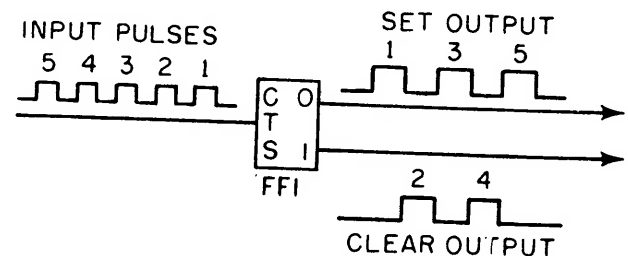 INPUT PULSES
5 4 3 2 1
SET OUTPUT
1 3 5
C O
T
S I
FF1
2 4
CLEAR OUTPUT